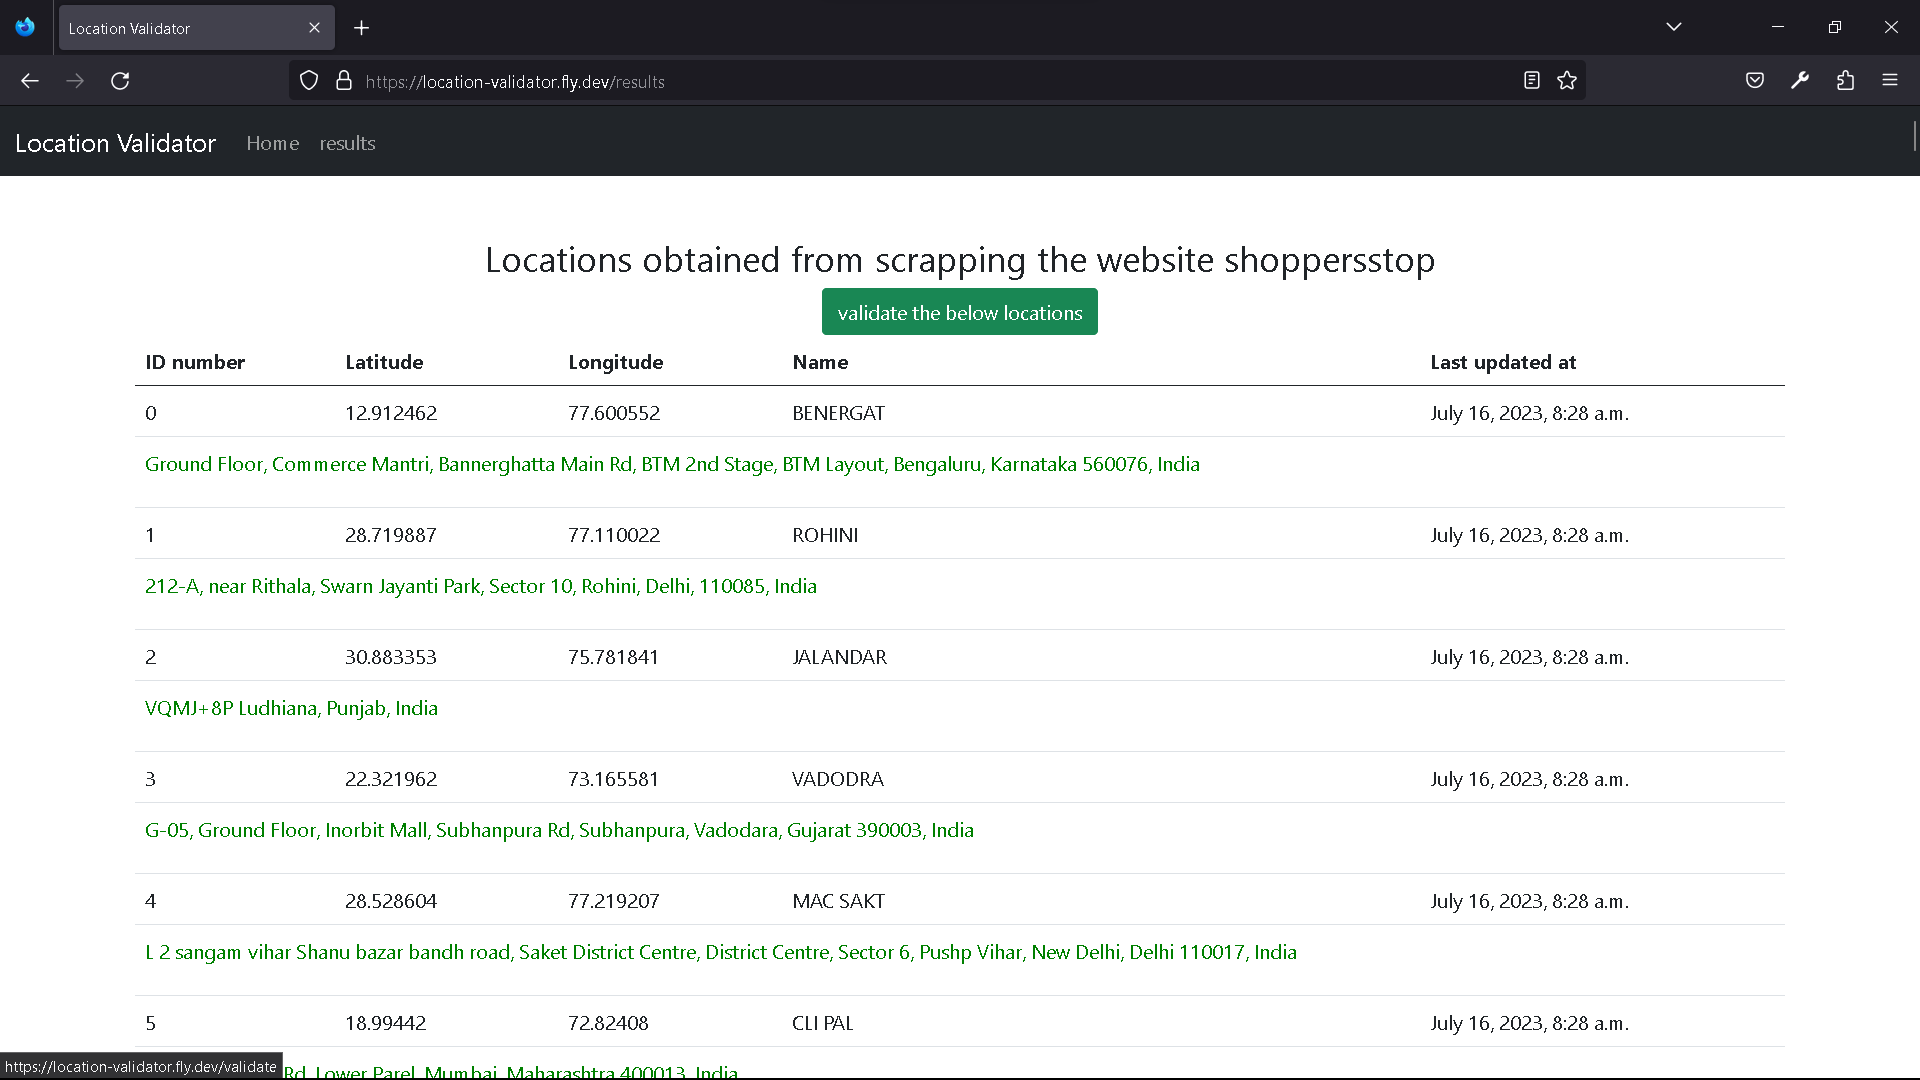 Location Validator
https://location-validator.fly.dev/results
Location Validator Home results
Locations obtained from scrapping the website shoppersstop
validate the below locations
ID number Latitude Longitude Name Last updated at
0 12.912462 77.600552 BENERGAT July 16, 2023, 8:28 a.m.
Ground Floor, Commerce Mantri, Bannerghatta Main Rd, BTM 2nd Stage, BTM Layout, Bengaluru, Karnataka 560076, India
1 28.719887 77.110022 ROHINI July 16, 2023, 8:28 a.m.
212-A, near Rithala, Swarn Jayanti Park, Sector 10, Rohini, Delhi, 110085, India
2 30.883353 75.781841 JALANDAR July 16, 2023, 8:28 a.m.
VQMJ+8P Ludhiana, Punjab, India
3 22.321962 73.165581 VADODRA July 16, 2023, 8:28 a.m.
G-05, Ground Floor, Inorbit Mall, Subhanpura Rd, Subhanpura, Vadodara, Gujarat 390003, India
4 28.528604 77.219207 MAC SAKT July 16, 2023, 8:28 a.m.
L 2 sangam vihar Shanu bazar bandh road, Saket District Centre, District Centre, Sector 6, Pushp Vihar, New Delhi, Delhi 110017, India
5 18.99442 72.82408 CLI PAL July 16, 2023, 8:28 a.m.
Rd, Lower Parel, Mumbai, Maharashtra 400013, India
https://location-validator.fly.dev/validate